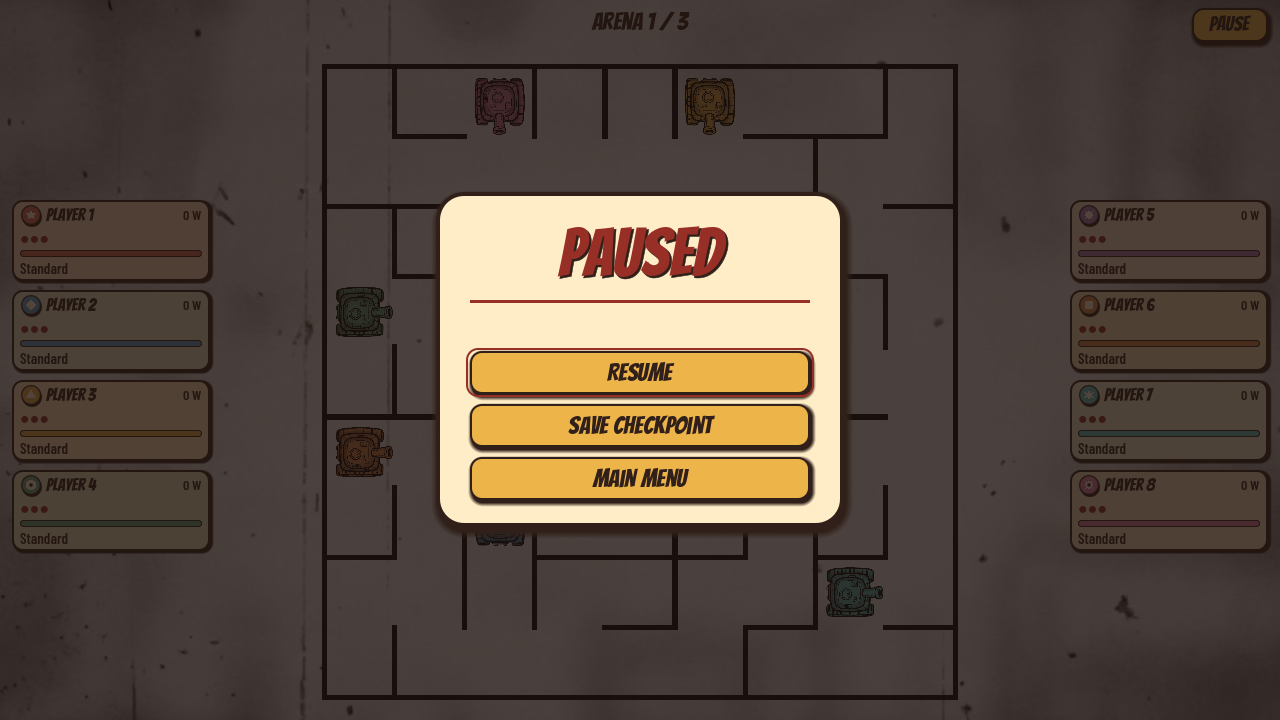 ARENA 1 / 3
PAUSE
PLAYER 1
0 W
Standard
PLAYER 2
0 W
Standard
PLAYER 3
0 W
Standard
PLAYER 4
0 W
Standard
PAUSED
RESUME
SAVE CHECKPOINT
MAIN MENU
PLAYER 5
0 W
Standard
PLAYER 6
0 W
Standard
PLAYER 7
0 W
Standard
PLAYER 8
0 W
Standard